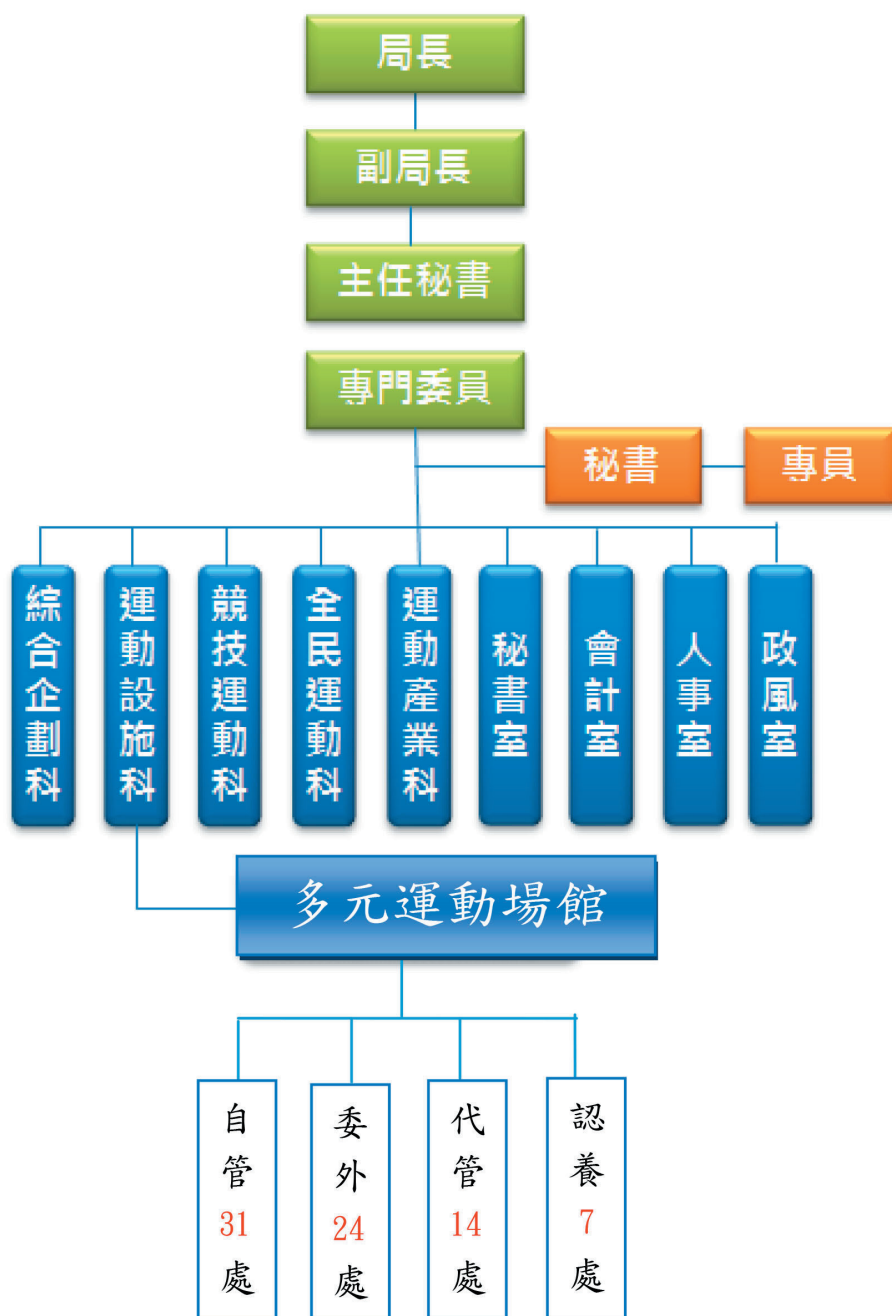 局長
副局長
主任秘書
專門委員
秘書
專員
綜合企劃科
運動設施科
競技運動科
全民運動科
運動產業科
秘書室
會計室
人事室
政風室
多元運動場館
自管31處
委外24處
代管14處
認養7處